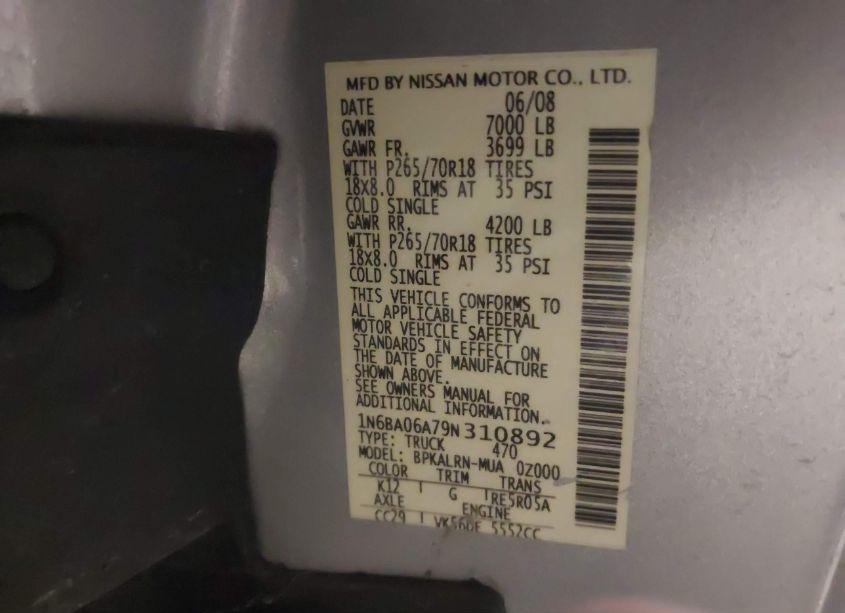 MFD BY NISSAN MOTOR CO., LTD.
DATE 06/08
GVWR 7000 LB
GAWR FR. 3699 LB
WITH P265/70R18 TIRES
18X8.0 RIMS AT 35 PSI
COLD SINGLE
GAWR RR. 4200 LB
WITH P265/70R18 TIRES
18X8.0 RIMS AT 35 PSI
COLD SINGLE
THIS VEHICLE CONFORMS TO
ALL APPLICABLE FEDERAL
MOTOR VEHICLE SAFETY
STANDARDS IN EFFECT ON
THE DATE OF MANUFACTURE
SHOWN ABOVE.
SEE OWNERS MANUAL FOR
ADDITIONAL INFORMATION.
1N6BA06A79N310892
TYPE: TRUCK 470
MODEL: BPKALRN-MUA 0Z000
COLOR TRIM TRANS
K12 G RE5R05A
AXLE ENGINE
CC29 VK56DE 5552CC